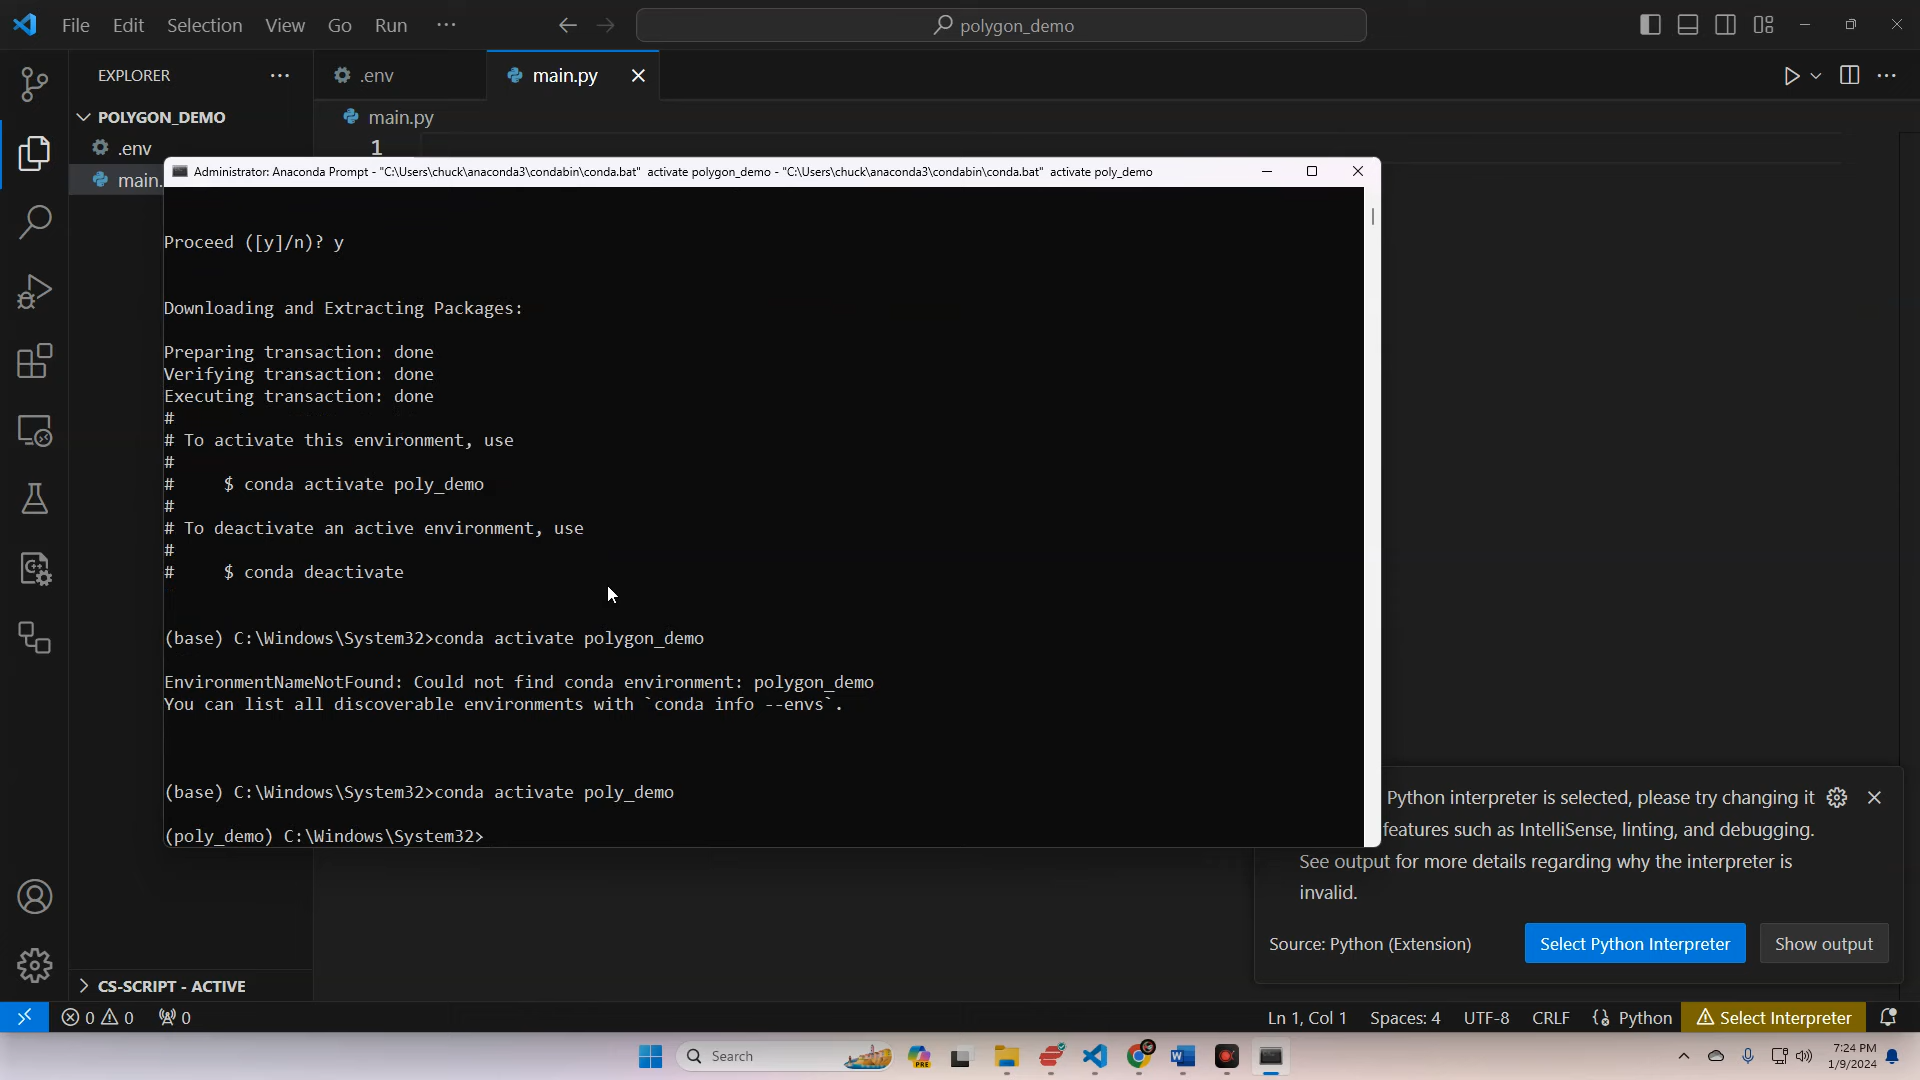 File Edit Selection View Go Run ···
polygon_demo
EXPLORER ···
.env
main.py
POLYGON_DEMO
main.py
.env
1
main.
Administrator: Anaconda Prompt - "C:\Users\chuck\anaconda3\condabin\conda.bat" activate polygon_demo - "C:\Users\chuck\anaconda3\condabin\conda.bat" activate poly_demo
Proceed ([y]/n)? y
Downloading and Extracting Packages:
Preparing transaction: done
Verifying transaction: done
Executing transaction: done
#
# To activate this environment, use
#
#     $ conda activate poly_demo
#
# To deactivate an active environment, use
#
#     $ conda deactivate
(base) C:\Windows\System32>conda activate polygon_demo
EnvironmentNameNotFound: Could not find conda environment: polygon_demo
You can list all discoverable environments with `conda info --envs`.
(base) C:\Windows\System32>conda activate poly_demo
(poly_demo) C:\Windows\System32>
Python interpreter is selected, please try changing it
features such as IntelliSense, linting, and debugging.
See output for more details regarding why the interpreter is
invalid.
Source: Python (Extension)
Select Python Interpreter
Show output
CS-SCRIPT - ACTIVE
0 0 0
Ln 1, Col 1 Spaces: 4 UTF-8 CRLF Python Select Interpreter
Search
PRE
7:24 PM
1/9/2024